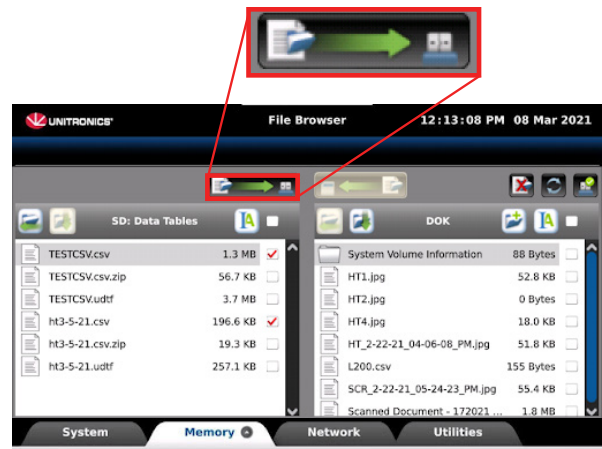 UNITRONICS® File Browser 12:13:08 PM 08 Mar 2021
SD: Data Tables A DOK A
TESTCSV.csv 1.3 MB
TESTCSV.csv.zip 56.7 KB
TESTCSV.udtf 3.7 MB
ht3-5-21.csv 196.6 KB
ht3-5-21.csv.zip 19.3 KB
ht3-5-21.udtf 257.1 KB
System Volume Information 88 Bytes
HT1.jpg 52.8 KB
HT2.jpg 0 Bytes
HT4.jpg 18.0 KB
HT_2-22-21_04-06-08_PM.jpg 51.8 KB
L200.csv 155 Bytes
SCR_2-22-21_05-24-23_PM.jpg 55.4 KB
Scanned Document - 172021 ... 1.8 MB
System Memory Network Utilities